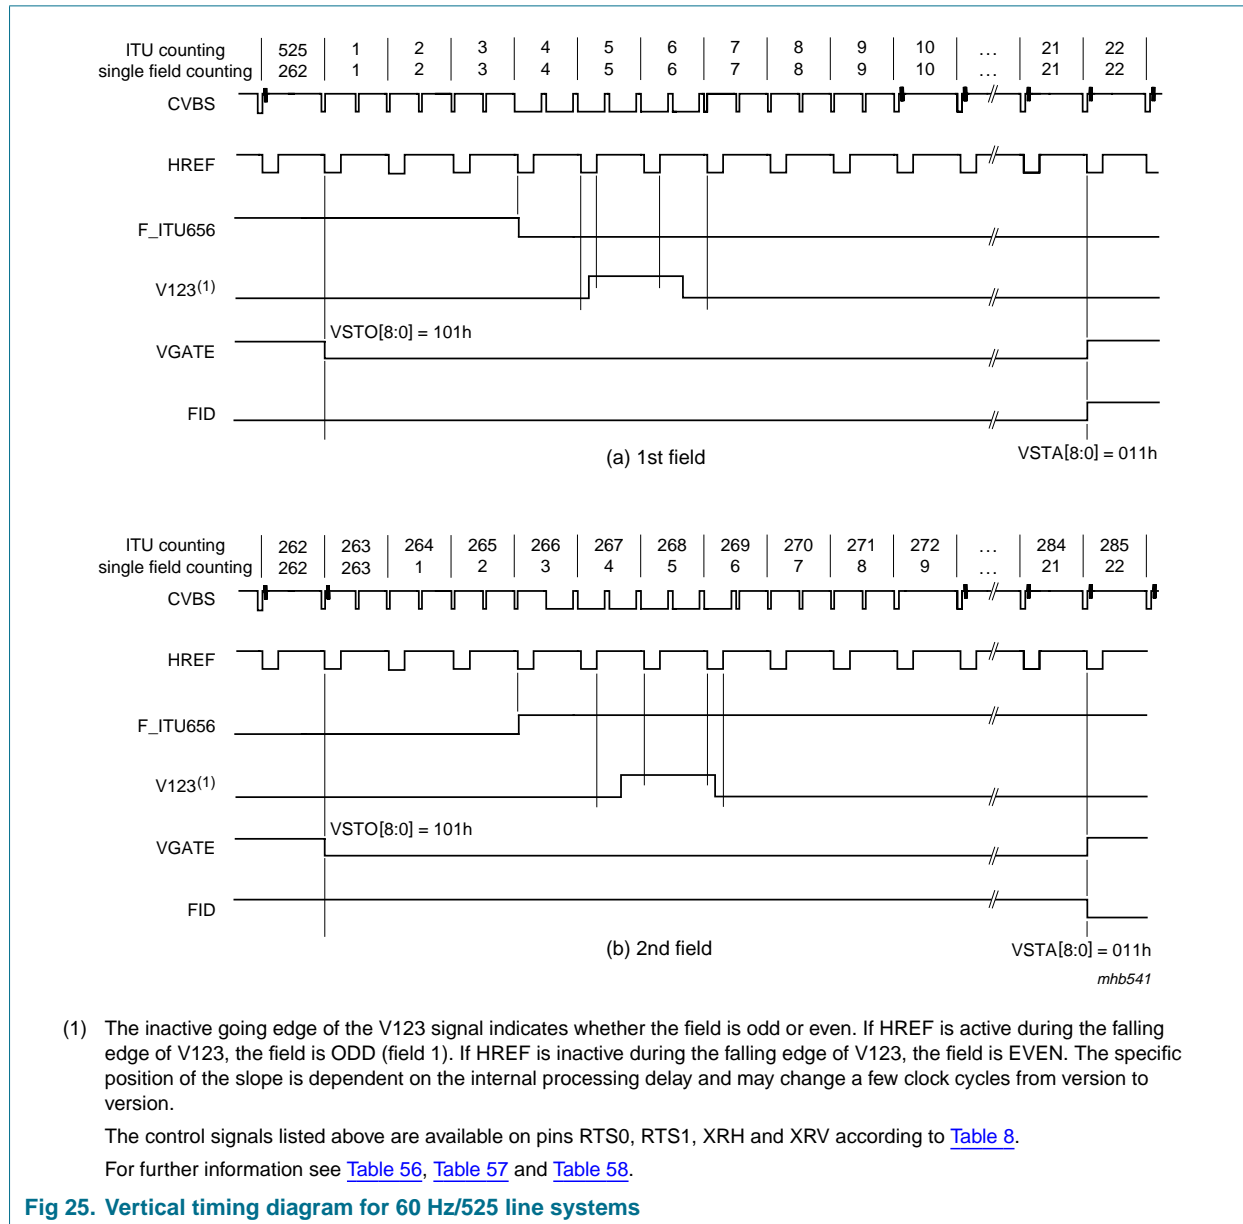 ITU counting 525 1 2 3 4 5 6 7 8 9 10 ... 21 22
single field counting 262 1 2 3 4 5 6 7 8 9 10 ... 21 22
CVBS
HREF
F_ITU656
V123(1)
VSTO[8:0] = 101h
VGATE
FID
(a) 1st field
VSTA[8:0] = 011h
ITU counting 262 263 264 265 266 267 268 269 270 271 272 ... 284 285
single field counting 262 263 1 2 3 4 5 6 7 8 9 ... 21 22
CVBS
HREF
F_ITU656
V123(1)
VSTO[8:0] = 101h
VGATE
FID
(b) 2nd field
VSTA[8:0] = 011h
mhb541
(1) The inactive going edge of the V123 signal indicates whether the field is odd or even. If HREF is active during the falling
edge of V123, the field is ODD (field 1). If HREF is inactive during the falling edge of V123, the field is EVEN. The specific
position of the slope is dependent on the internal processing delay and may change a few clock cycles from version to
version.
The control signals listed above are available on pins RTS0, RTS1, XRH and XRV according to Table 8.
For further information see Table 56, Table 57 and Table 58.
Fig 25. Vertical timing diagram for 60 Hz/525 line systems